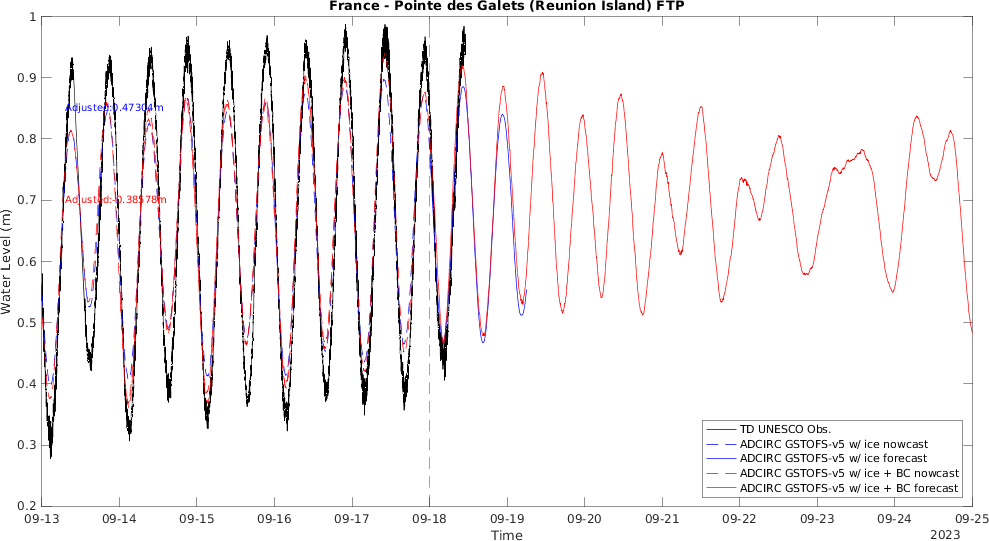 France - Pointe des Galets (Reunion Island) FTP
1
0.9
0.8
0.7
0.6
0.5
0.4
0.3
0.2
Water Level (m)
Adjusted:0.47304m
Adjusted:-0.38578m
TD UNESCO Obs.
ADCIRC GSTOFS-v5 w/ ice nowcast
ADCIRC GSTOFS-v5 w/ ice forecast
ADCIRC GSTOFS-v5 w/ ice + BC nowcast
ADCIRC GSTOFS-v5 w/ ice + BC forecast
09-13 09-14 09-15 09-16 09-17 09-18 09-19 09-20 09-21 09-22 09-23 09-24 09-25
Time
2023